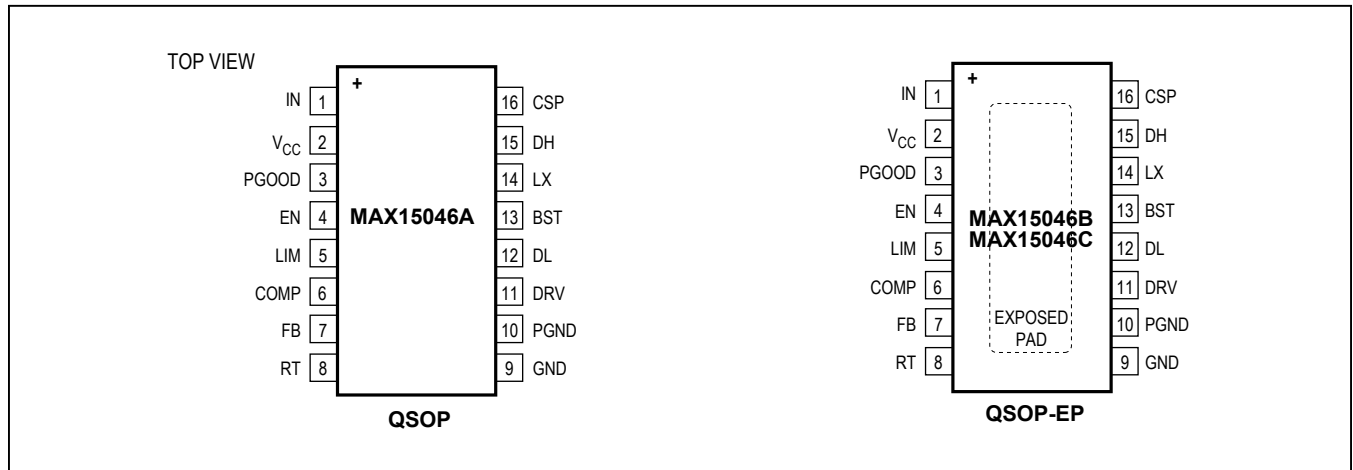 TOP VIEW
+
IN 1
16 CSP
VCC 2
15 DH
PGOOD 3
14 LX
EN 4
MAX15046A
13 BST
LIM 5
12 DL
COMP 6
11 DRV
FB 7
10 PGND
RT 8
9 GND
QSOP
+
IN 1
16 CSP
VCC 2
15 DH
PGOOD 3
14 LX
EN 4
MAX15046B
13 BST
MAX15046C
LIM 5
12 DL
COMP 6
11 DRV
FB 7
EXPOSED
PAD
10 PGND
RT 8
9 GND
QSOP-EP